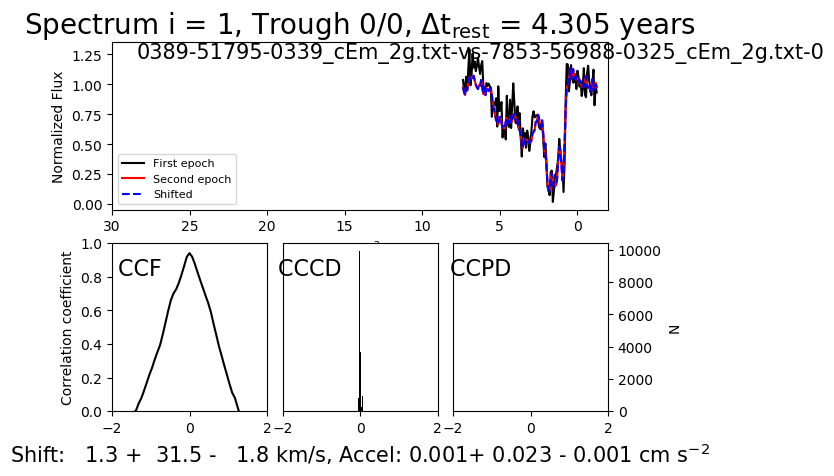 Spectrum i = 1, Trough 0/0, Δt_rest = 4.305 years
0389-51795-0339_cEm_2g.txt-vs-7853-56988-0325_cEm_2g.txt-0
Normalized Flux
1.25
1.00
0.75
0.50
0.25
0.00
First epoch
Second epoch
Shifted
30 25 20 15 10 5 0
Correlation coefficient
1.0
0.8
0.6
0.4
0.2
0.0
CCF
CCCD
CCPD
10000
8000
6000
4000
2000
0
N
−2 0 2
−2 0 2
−2 0 2
Shift: 1.3 + 31.5 - 1.8 km/s, Accel: 0.001+ 0.023 - 0.001 cm s⁻²